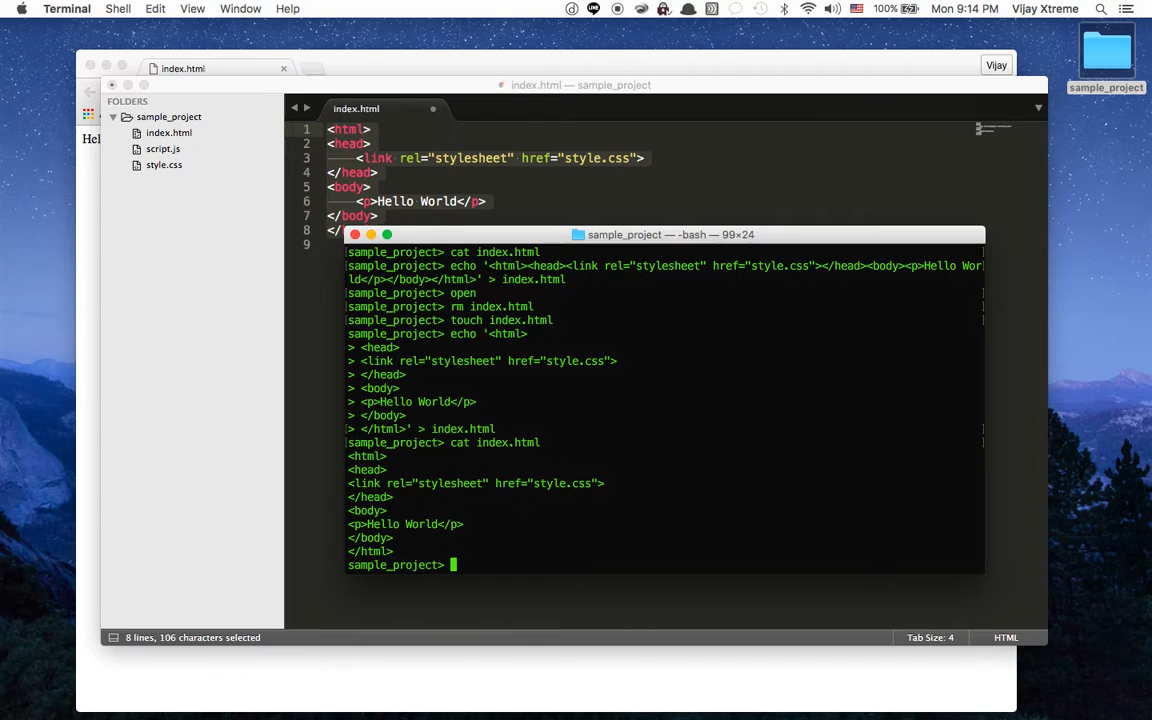 Terminal Shell Edit View Window Help 100% Mon 9:14 PM Vijay Xtreme
sample_project
index.html
Vijay
index.html — sample_project
FOLDERS
sample_project
index.html
script.js
style.css
Hel
index.html
1 <html>
2 <head>
3 <link rel="stylesheet" href="style.css">
4 </head>
5 <body>
6 <p>Hello World</p>
7 </body>
8 </
9
sample_project — -bash — 99×24
sample_project> cat index.html
sample_project> echo '<html><head><link rel="stylesheet" href="style.css"></head><body><p>Hello Wor
ld</p></body></html>' > index.html
sample_project> open
sample_project> rm index.html
sample_project> touch index.html
sample_project> echo '<html>
> <head>
> <link rel="stylesheet" href="style.css">
> </head>
> <body>
> <p>Hello World</p>
> </body>
> </html>' > index.html
sample_project> cat index.html
<html>
<head>
<link rel="stylesheet" href="style.css">
</head>
<body>
<p>Hello World</p>
</body>
</html>
sample_project>
8 lines, 106 characters selected
Tab Size: 4
HTML